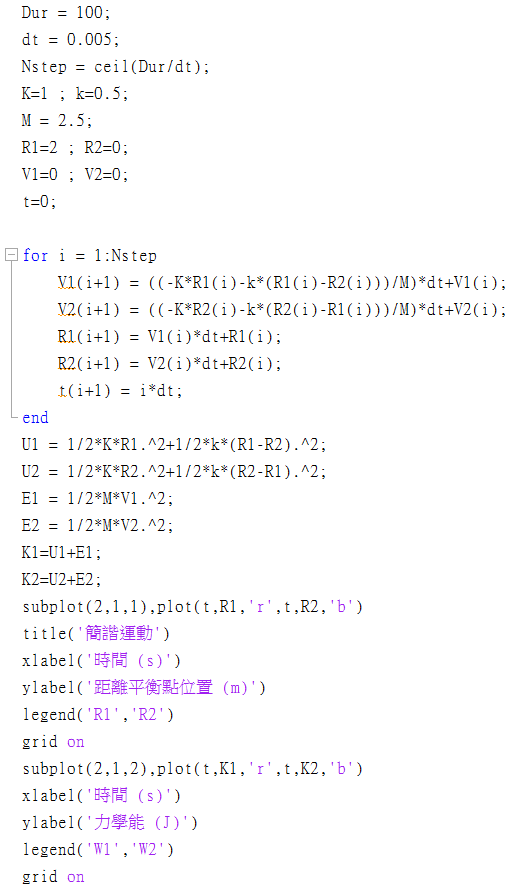 Dur = 100;
dt = 0.005;
Nstep = ceil(Dur/dt);
K=1 ; k=0.5;
M = 2.5;
R1=2 ; R2=0;
V1=0 ; V2=0;
t=0;
for i = 1:Nstep
V1(i+1) = ((-K*R1(i)-k*(R1(i)-R2(i)))/M)*dt+V1(i);
V2(i+1) = ((-K*R2(i)-k*(R2(i)-R1(i)))/M)*dt+V2(i);
R1(i+1) = V1(i)*dt+R1(i);
R2(i+1) = V2(i)*dt+R2(i);
t(i+1) = i*dt;
end
U1 = 1/2*K*R1.^2+1/2*k*(R1-R2).^2;
U2 = 1/2*K*R2.^2+1/2*k*(R2-R1).^2;
E1 = 1/2*M*V1.^2;
E2 = 1/2*M*V2.^2;
K1=U1+E1;
K2=U2+E2;
subplot(2,1,1),plot(t,R1,'r',t,R2,'b')
title('簡諧運動')
xlabel('時間 (s)')
ylabel('距離平衡點位置 (m)')
legend('R1','R2')
grid on
subplot(2,1,2),plot(t,K1,'r',t,K2,'b')
xlabel('時間 (s)')
ylabel('力學能 (J)')
legend('W1','W2')
grid on